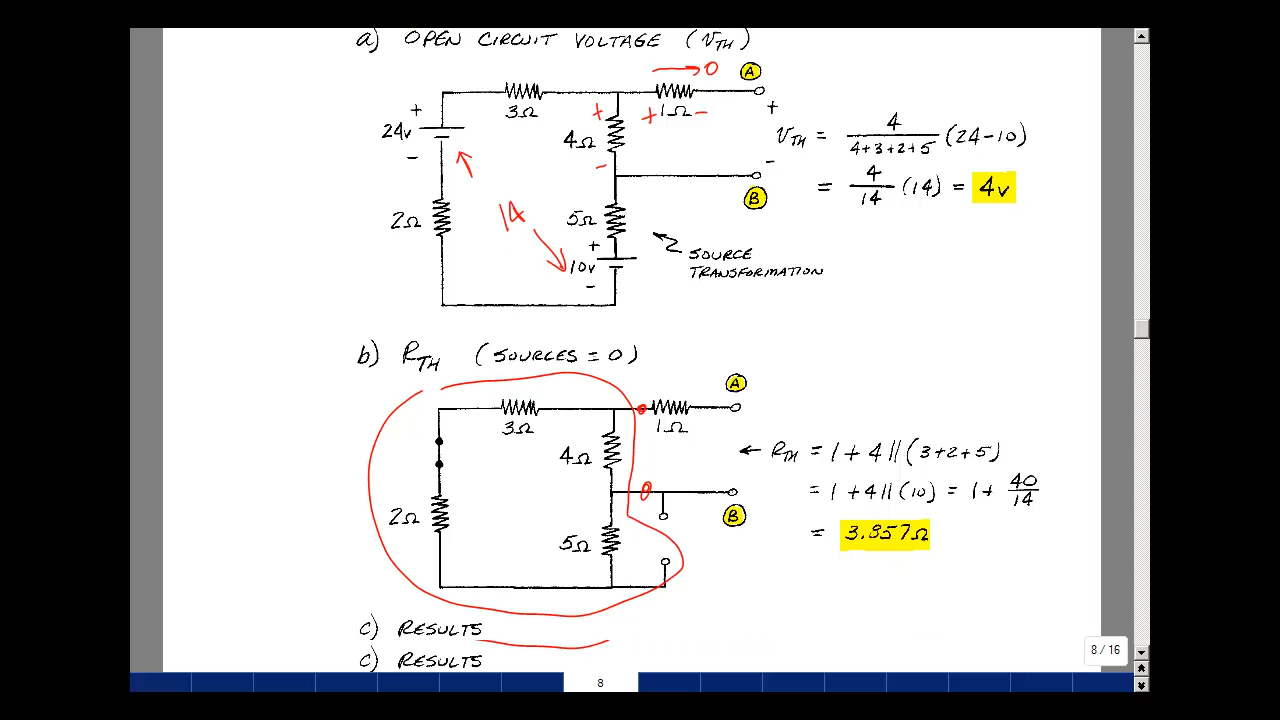 a) OPEN CIRCUIT VOLTAGE (VTH)
0
A
+
3Ω
+ 1Ω -
+
24v
-
+
4Ω
-
+
-
VTH = 4/(4+3+2+5) (24-10)
= 4/14 (14) = 4v
B
2Ω
14
5Ω
+
10v
-
SOURCE
TRANSFORMATION
b) RTH (SOURCES = 0)
A
3Ω
1Ω
4Ω
← RTH = 1 + 4 || (3+2+5)
= 1 + 4 || (10) = 1 + 40/14
= 3.857Ω
B
2Ω
5Ω
c) RESULTS
c) RESULTS
8 / 16
8